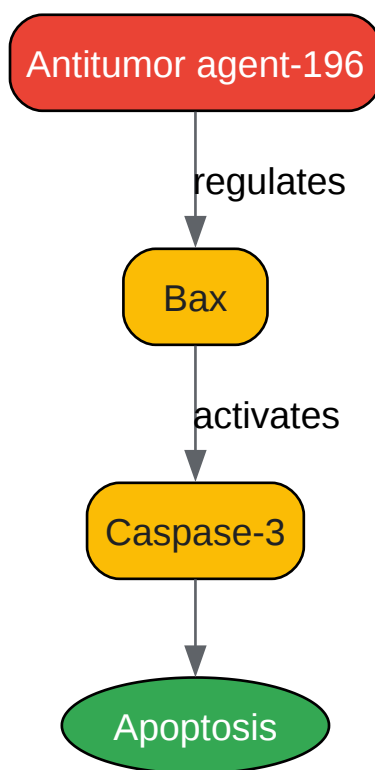 Antitumor agent-196
regulates
Bax
activates
Caspase-3
Apoptosis